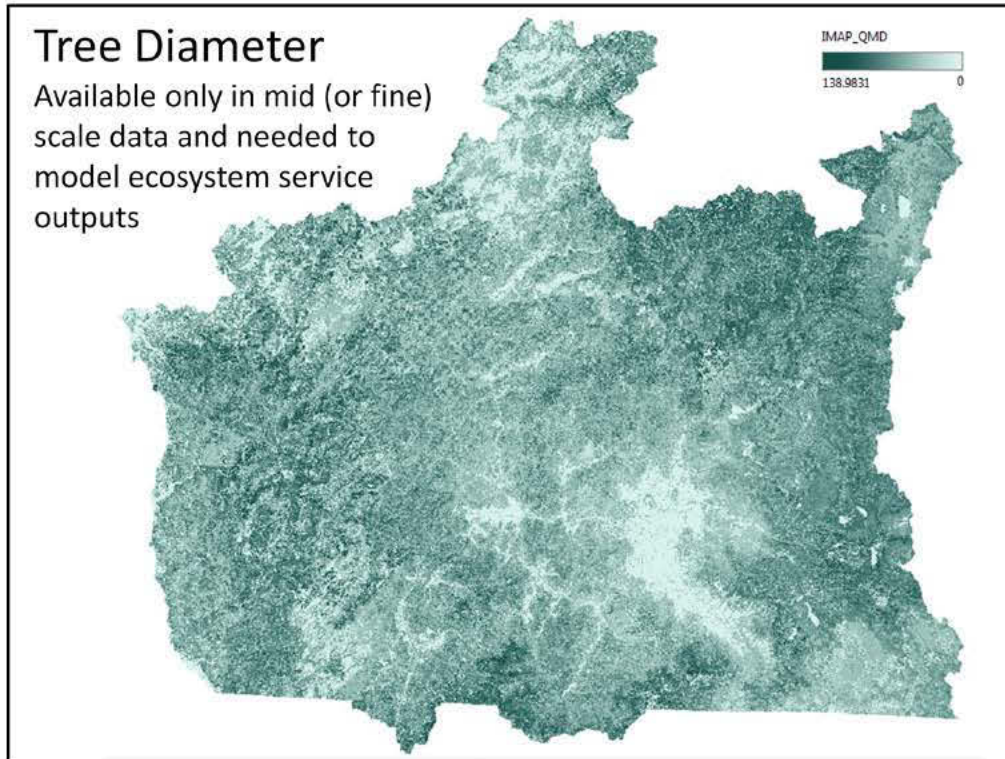 Tree Diameter
Available only in mid (or fine)
scale data and needed to
model ecosystem service
outputs
IMAP_QMD
138.9831 0